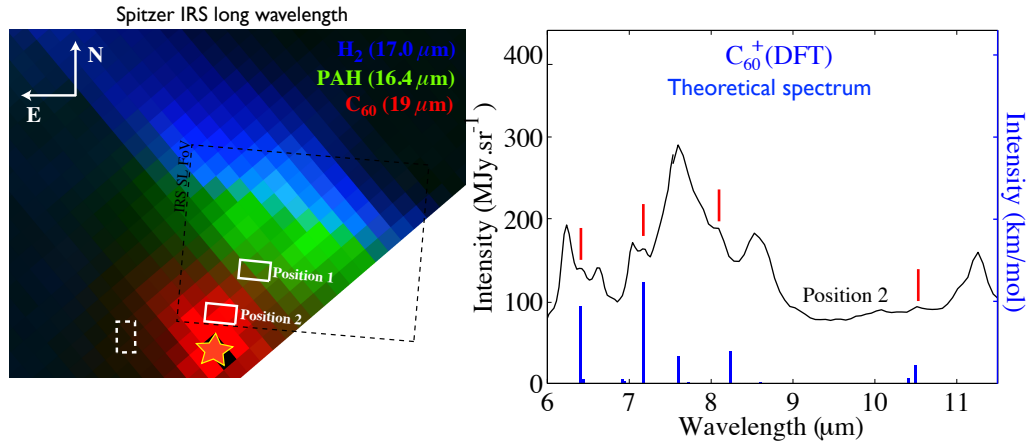 Spitzer IRS long wavelength
N
E
H₂ (17.0 μm)
PAH (16.4 μm)
C₆₀ (19 μm)
IRS SL FoV
Position 1
Position 2
C₆₀⁺(DFT)
Theoretical spectrum
Position 2
Intensity (MJy.sr⁻¹)
400
300
200
100
0
6 7 8 9 10 11
Wavelength (μm)
Intensity (km/mol)